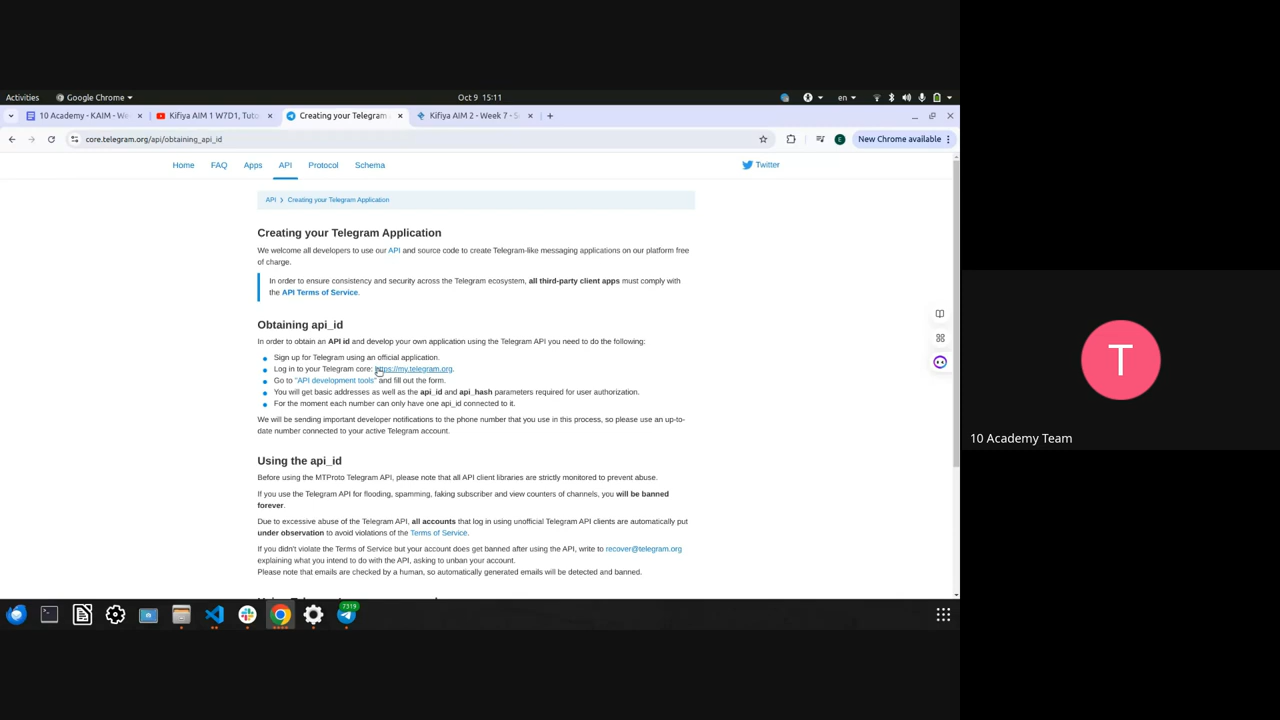 Activities
Google Chrome
Oct 9 15:11
en
10 Academy - KAIM - We
Kifiya AIM 1 W7D1, Tuto
Creating your Telegram
Kifiya AIM 2 - Week 7 - S
core.telegram.org/api/obtaining_api_id
E
New Chrome available
Home
FAQ
Apps
API
Protocol
Schema
Twitter
API
Creating your Telegram Application
Creating your Telegram Application
We welcome all developers to use our API and source code to create Telegram-like messaging applications on our platform free
of charge.
In order to ensure consistency and security across the Telegram ecosystem, all third-party client apps must comply with
the API Terms of Service.
Obtaining api_id
In order to obtain an API id and develop your own application using the Telegram API you need to do the following:
Sign up for Telegram using an official application.
Log in to your Telegram core: https://my.telegram.org.
Go to "API development tools" and fill out the form.
You will get basic addresses as well as the api_id and api_hash parameters required for user authorization.
For the moment each number can only have one api_id connected to it.
We will be sending important developer notifications to the phone number that you use in this process, so please use an up-to-
date number connected to your active Telegram account.
Using the api_id
Before using the MTProto Telegram API, please note that all API client libraries are strictly monitored to prevent abuse.
If you use the Telegram API for flooding, spamming, faking subscriber and view counters of channels, you will be banned
forever.
Due to excessive abuse of the Telegram API, all accounts that log in using unofficial Telegram API clients are automatically put
under observation to avoid violations of the Terms of Service.
If you didn't violate the Terms of Service but your account does get banned after using the API, write to recover@telegram.org
explaining what you intend to do with the API, asking to unban your account.
Please note that emails are checked by a human, so automatically generated emails will be detected and banned.
7319
T
10 Academy Team